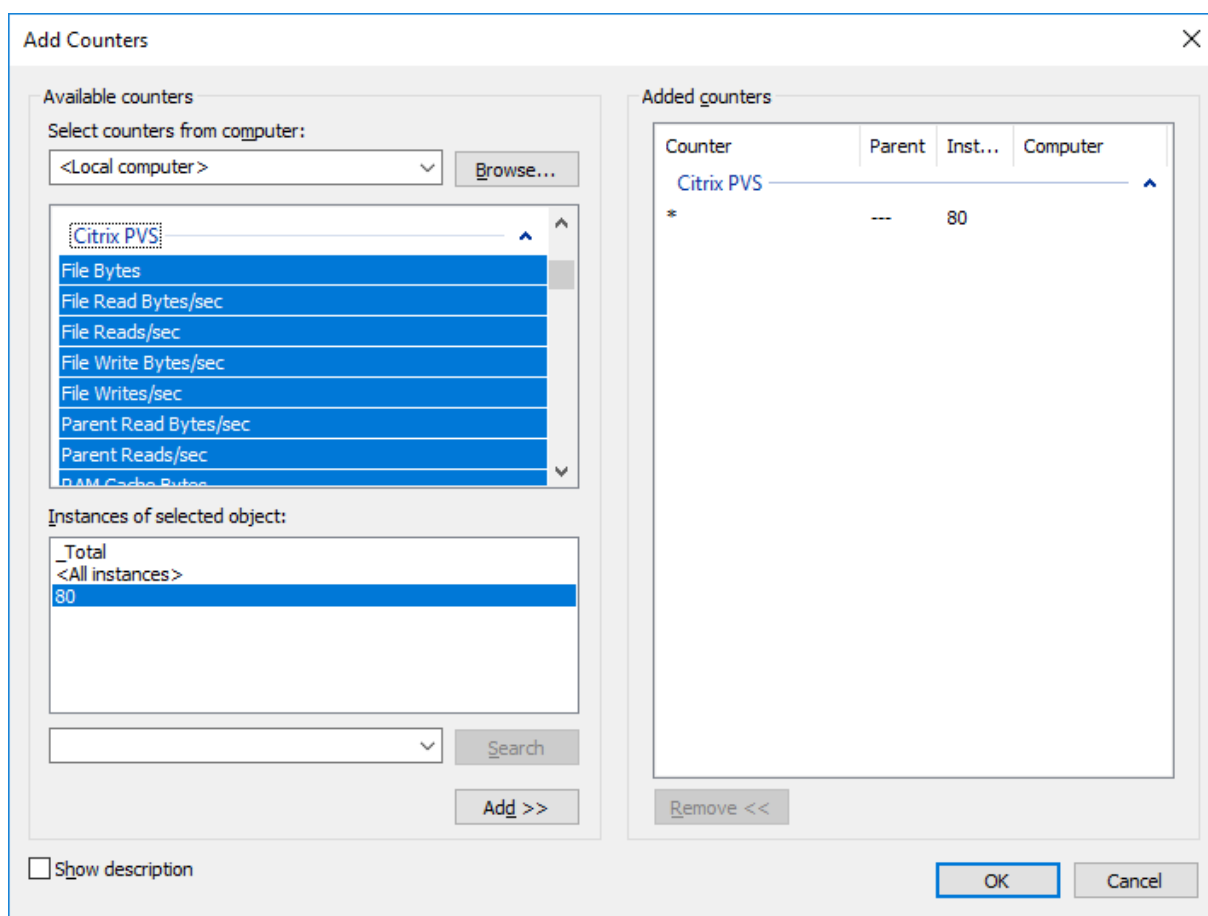 Add Counters
Available counters
Select counters from computer:
<Local computer>
Browse...
Citrix PVS
File Bytes
File Read Bytes/sec
File Reads/sec
File Write Bytes/sec
File Writes/sec
Parent Read Bytes/sec
Parent Reads/sec
RAM Cache Bytes
Instances of selected object:
_Total
<All instances>
80
Search
Add >>
Show description
Added counters
Counter Parent Inst... Computer
Citrix PVS
* --- 80
Remove <<
OK Cancel